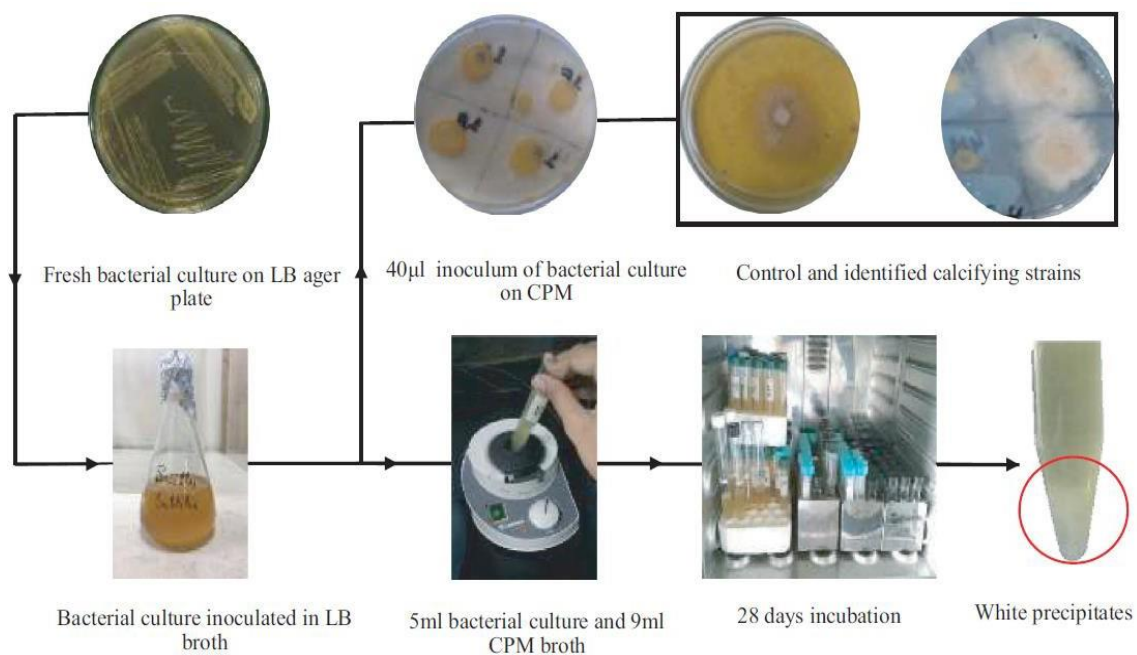 Fresh bacterial culture on LB ager
plate
40μl inoculum of bacterial culture
on CPM
Control and identified calcifying strains
Bacterial culture inoculated in LB
broth
5ml bacterial culture and 9ml
CPM broth
28 days incubation
White precipitates